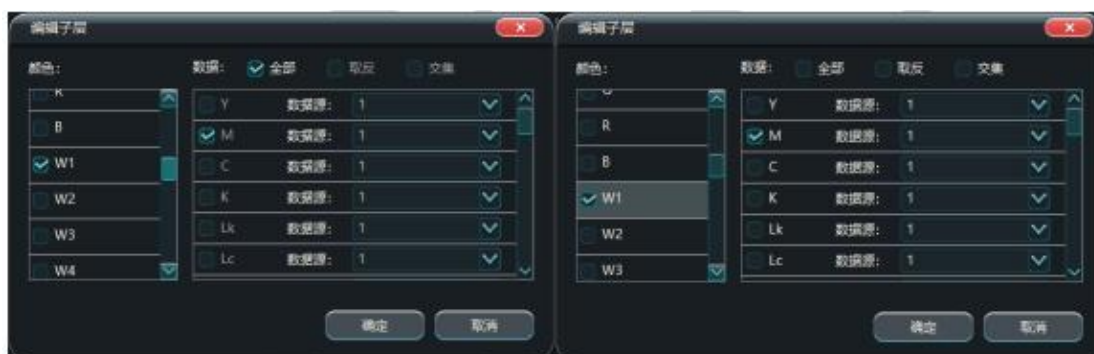 编辑子层
颜色：
数据： 全部 取反 交集
R
B
W1
W2
W3
W4
Y 数据源： 1
M 数据源： 1
C 数据源： 1
K 数据源： 1
Lk 数据源： 1
Lc 数据源： 1
确定 取消
编辑子层
颜色：
数据： 全部 取反 交集
R
B
W1
W2
W3
Y 数据源： 1
M 数据源： 1
C 数据源： 1
K 数据源： 1
Lk 数据源： 1
Lc 数据源： 1
确定 取消